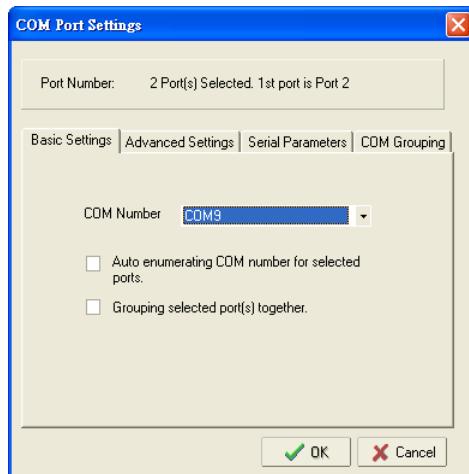 COM Port Settings
Port Number: 2 Port(s) Selected. 1st port is Port 2
Basic Settings Advanced Settings Serial Parameters COM Grouping
COM Number COM9
Auto enumerating COM number for selected
ports.
Grouping selected port(s) together.
OK Cancel